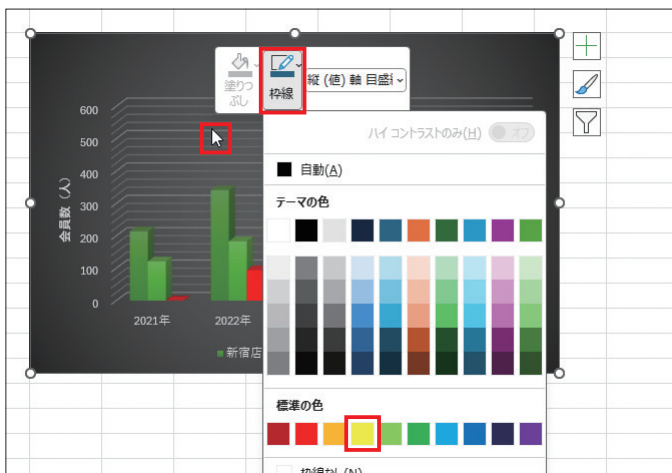 塗りつ
ぶし
枠線
縦 (値) 軸 目盛
ハイ コントラストのみ(H)
オフ
自動(A)
テーマの色
標準の色
枠線なし(N)
会員数（人）
600
500
400
300
200
100
0
2021年
2022年
新宿店